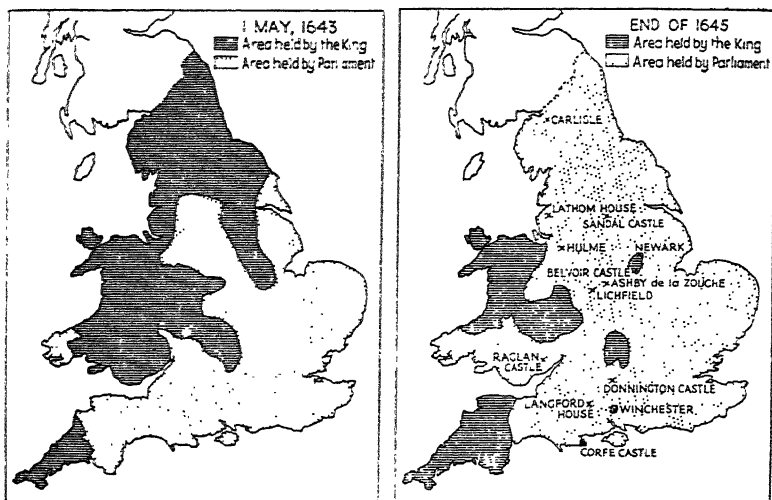 1 MAY, 1643
Area held by the King
Area held by Parliament
END OF 1645
Area held by the King
Area held by Parliament
CARLISLE
LATHOM HOUSE
SANDAL CASTLE
HULME
NEWARK
BELVOIR CASTLE
ASHBY de la ZOUCHE
LICHFIELD
RAGLAN
CASTLE
DONNINGTON CASTLE
LANGFORD
HOUSE
WINCHESTER
CORFE CASTLE